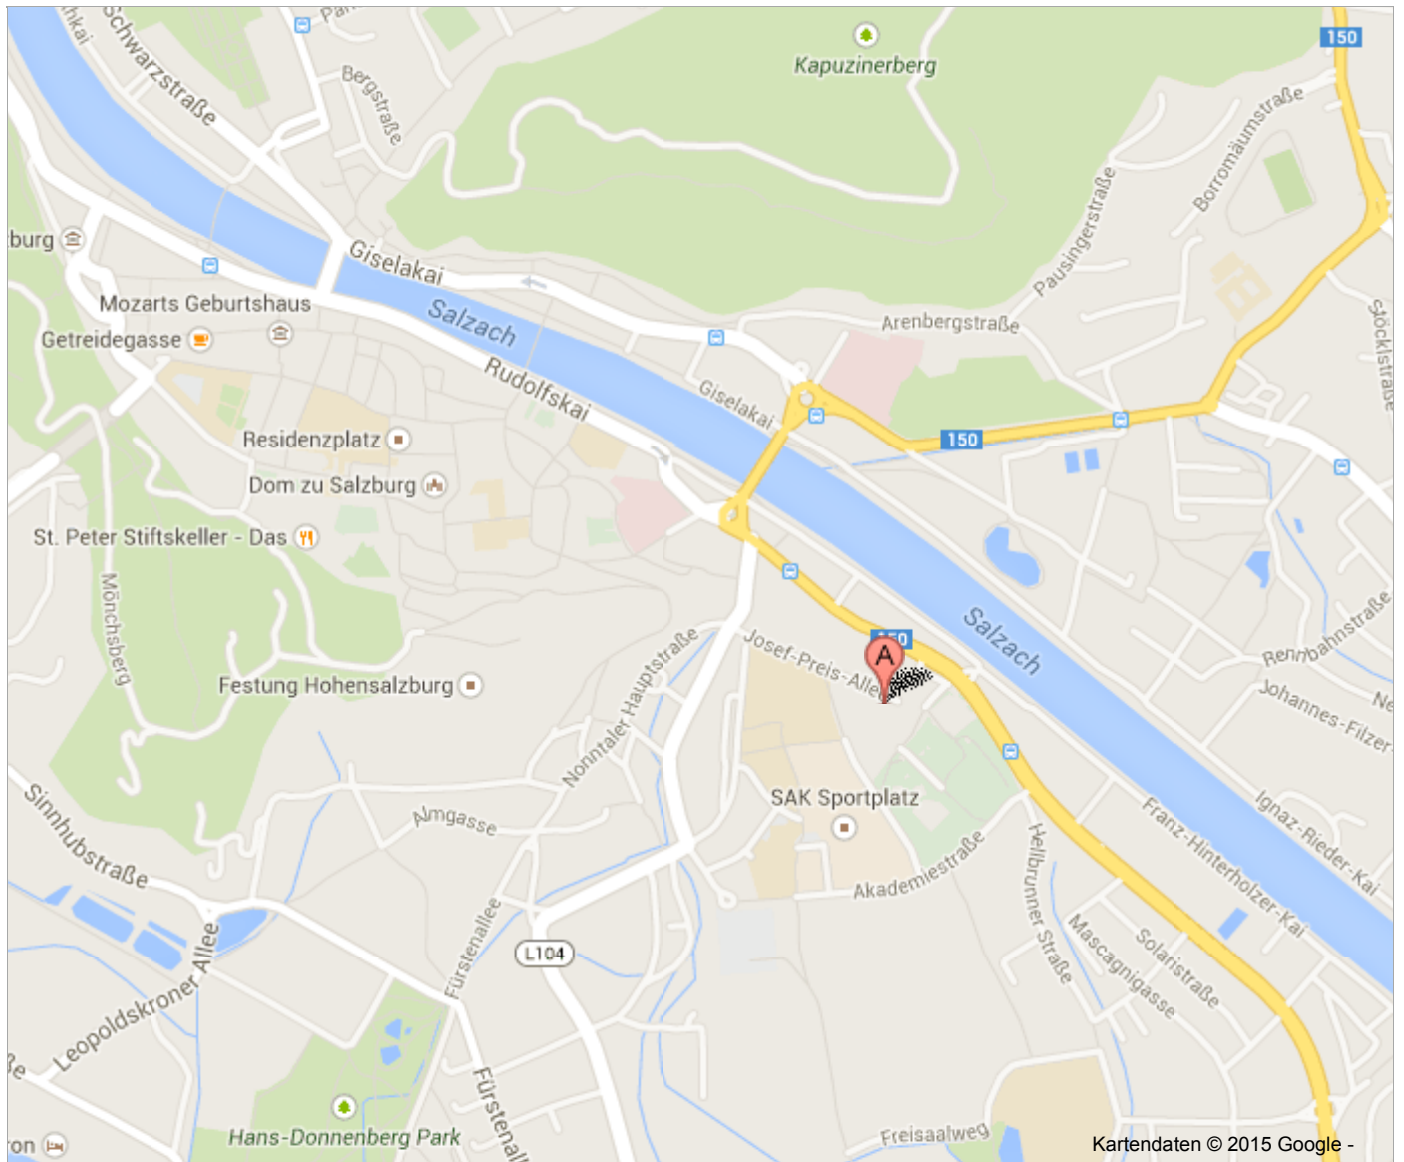 Schwarzstraße
Bergstraße
Kapuzinerberg
150
Borromäumstraße
Pausingerstraße
Giselakai
Mozarts Geburtshaus
Getreidegasse
Salzach
Rudolfskai
Arenbergstraße
Stöcklstraße
Giselakai
Residenzplatz
150
Dom zu Salzburg
St. Peter Stiftskeller - Das
Mönchsberg
Salzach
150
A
Josef-Preis-Allee
Rennbahnstraße
Nonntaler Hauptstraße
Festung Hohensalzburg
Johannes-Filzer-
Sinnhubstraße
Almgasse
SAK Sportplatz
Akademiestraße
Hellbrunner Straße
Franz-Hinterholzer-Kai
Ignaz-Rieder-Kai
Fürstenallee
L104
Mascagnigasse
Solaristraße
Leopoldskroner Allee
Fürstenall
Hans-Donnenberg Park
Freisaalweg
Kartendaten © 2015 Google -